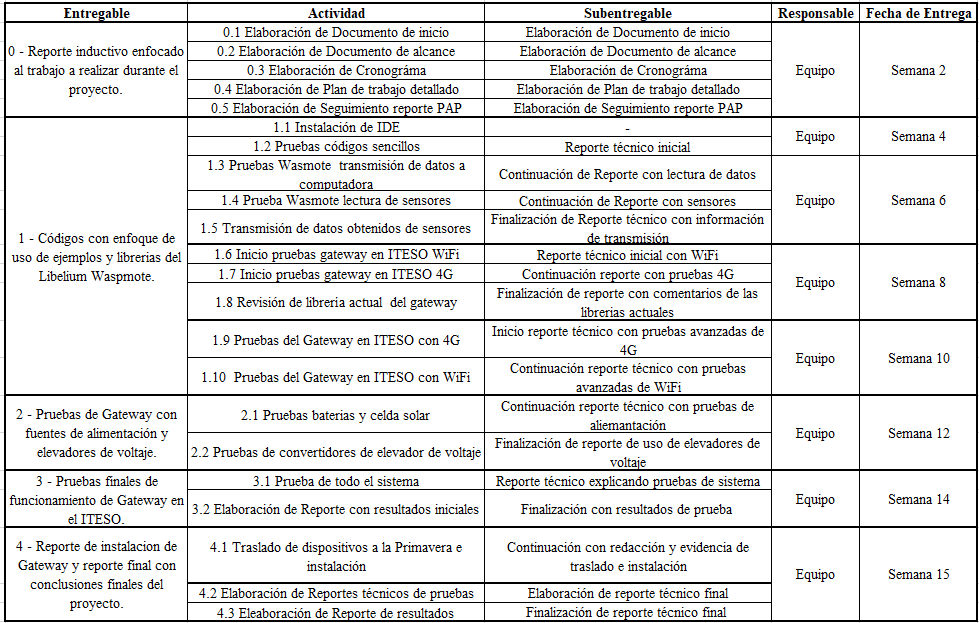 Entregable Actividad Subentregable Responsable Fecha de Entrega
0 - Reporte inductivo enfocado
al trabajo a realizar durante el
proyecto.
0.1 Elaboración de Documento de inicio Elaboración de Documento de inicio
0.2 Elaboración de Documento de alcance Elaboración de Documento de alcance
0.3 Elaboración de Cronográma Elaboración de Cronográma
0.4 Elaboración de Plan de trabajo detallado Elaboración de Plan de trabajo detallado
0.5 Elaboración de Seguimiento reporte PAP Elaboración de Seguimiento reporte PAP
Equipo Semana 2
1 - Códigos con enfoque de
uso de ejemplos y librerias del
Libelium Waspmote.
1.1 Instalación de IDE -
1.2 Pruebas códigos sencillos Reporte técnico inicial
Equipo Semana 4
1.3 Pruebas Wasmote transmisión de datos a
computadora
Continuación de Reporte con lectura de datos
1.4 Prueba Wasmote lectura de sensores Continuación de Reporte con sensores
1.5 Transmisión de datos obtenidos de sensores
Finalización de Reporte técnico con información
de transmisión
Equipo Semana 6
1.6 Inicio pruebas gateway en ITESO WiFi Reporte técnico inicial con WiFi
1.7 Inicio pruebas gateway en ITESO 4G Continuación reporte con pruebas 4G
1.8 Revisión de libreria actual del gateway
Finalización de reporte con comentarios de las
librerias actuales
Equipo Semana 8
1.9 Pruebas del Gateway en ITESO con 4G
Inicio reporte técnico con pruebas avanzadas de
4G
1.10 Pruebas del Gateway en ITESO con WiFi
Continuación reporte técnico con pruebas
avanzadas de WiFi
Equipo Semana 10
2 - Pruebas de Gateway con
fuentes de alimentación y
elevadores de voltaje.
2.1 Pruebas baterias y celda solar
Continuación reporte técnico con pruebas de
aliemantación
2.2 Pruebas de convertidores de elevador de voltaje
Finalización de reporte de uso de elevadores de
voltaje
Equipo Semana 12
3 - Pruebas finales de
funcionamiento de Gateway en
el ITESO.
3.1 Prueba de todo el sistema Reporte técnico explicando pruebas de sistema
3.2 Elaboración de Reporte con resultados iniciales Finalización con resultados de prueba
Equipo Semana 14
4 - Reporte de instalacion de
Gateway y reporte final con
conclusiones finales del
proyecto.
4.1 Traslado de dispositivos a la Primavera e
instalación
Continuación con redacción y evidencia de
traslado e instalación
4.2 Elaboración de Reportes técnicos de pruebas Elaboración de reporte técnico final
4.3 Eleaboración de Reporte de resultados Finalización de reporte técnico final
Equipo Semana 15